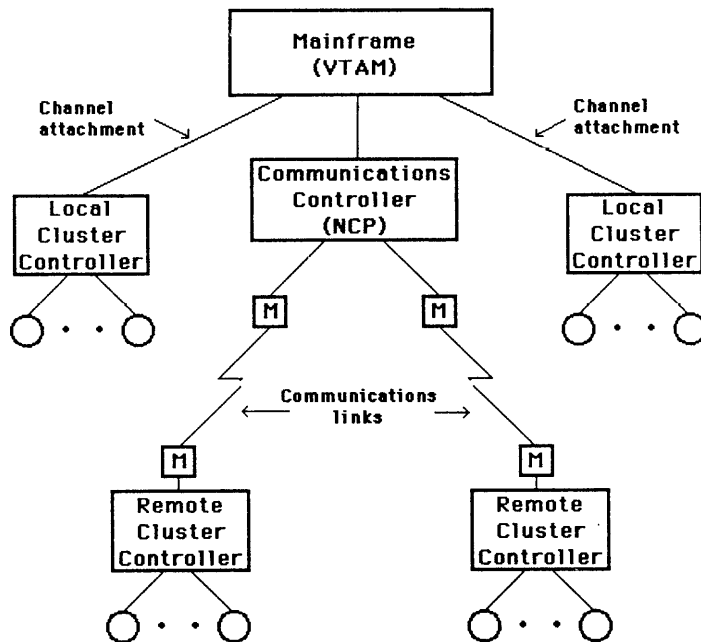 Mainframe
(VTAM)
Channel
attachment
Channel
attachment
Communications
Controller
(NCP)
Local
Cluster
Controller
Local
Cluster
Controller
M
M
Communications
links
M
M
Remote
Cluster
Controller
Remote
Cluster
Controller